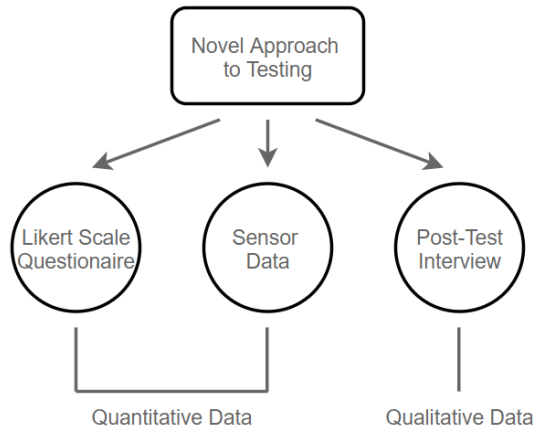 Novel Approach
to Testing
Likert Scale
Questionaire
Sensor
Data
Post-Test
Interview
Quantitative Data
Qualitative Data